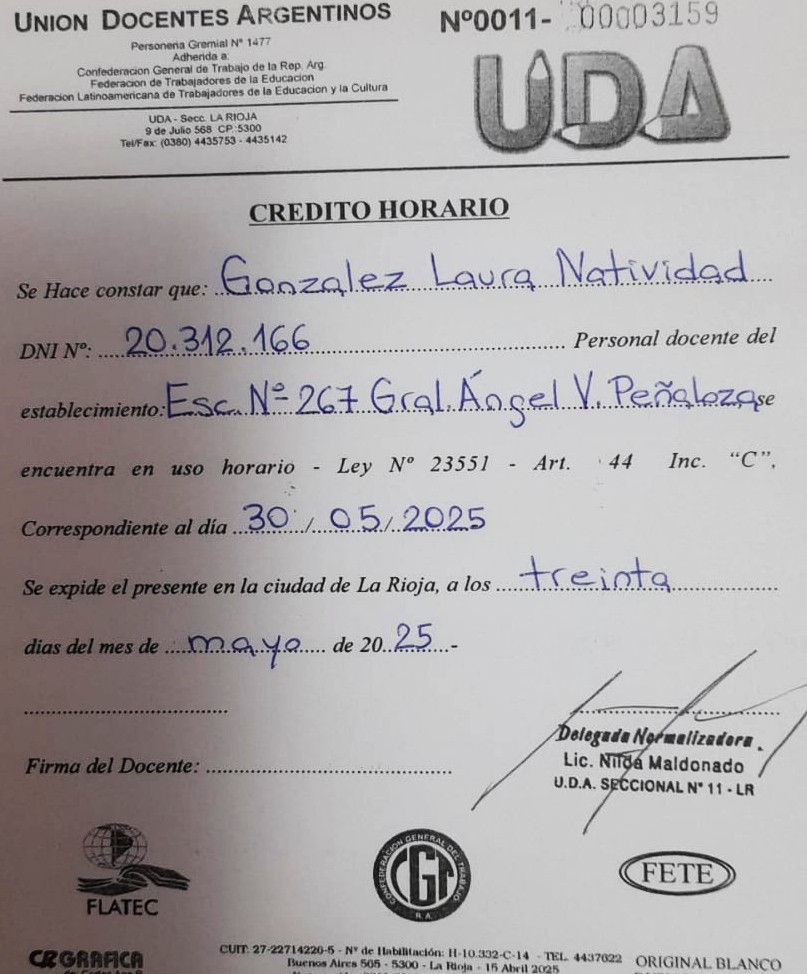 UNION DOCENTES ARGENTINOS
Personeria Gremial N° 1477
Adherida a:
Confederacion General de Trabajo de la Rep. Arg.
Federacion de Trabajadores de la Educacion
Federacion Latinoamericana de Trabajadores de la Educacion y la Cultura
UDA - Secc. LA RIOJA
9 de Julio 568 CP.:5300
Tel/Fax: (0380) 4435753 - 4435142
Nº0011- 00003159
UDA
CREDITO HORARIO
Se Hace constar que: Gonzalez Laura Natividad
DNI Nº: 20.312.166 Personal docente del
establecimiento: Esc. Nº 267 Gral. Ángel V. Peñaloza se
encuentra en uso horario - Ley Nº 23551 - Art. 44 Inc. “C”,
Correspondiente al día 30 / 05 / 2025
Se expide el presente en la ciudad de La Rioja, a los treinta
dias del mes de mayo de 20 25.-
Delegada Normalizadora.
Lic. Nilda Maldonado
U.D.A. SECCIONAL N° 11 - LR
Firma del Docente:
FLATEC
CONFEDERACION GENERAL DEL TRABAJO
CGT
R.A.
FETE
CR GRAFICA
CUIT: 27-22714220-5 - Nº de Habilitación: H-10.332-C-14 - TEL. 4437622
Buenos Aires 505 - 5300 - La Rioja - 15 Abril 2025
ORIGINAL BLANCO